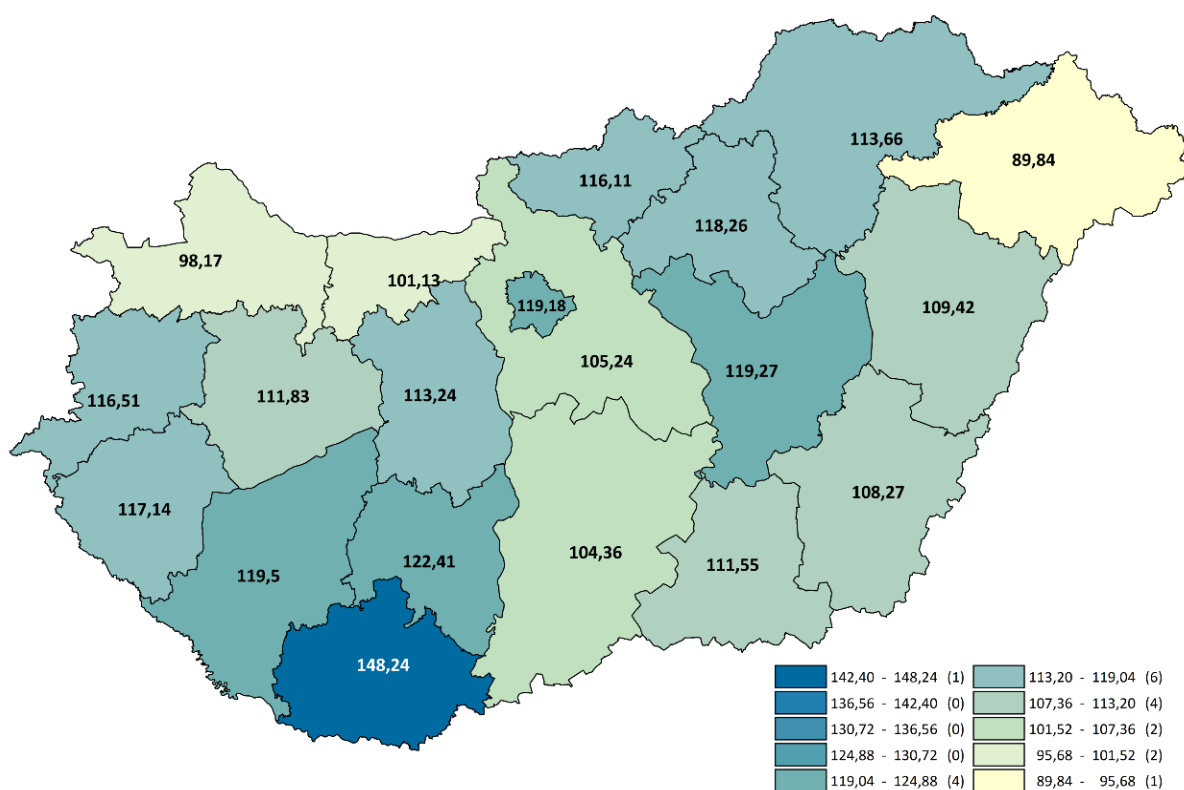 113,66
89,84
116,11
118,26
98,17
101,13
119,18
109,42
105,24
119,27
116,51
111,83
113,24
108,27
117,14
104,36
111,55
119,5
122,41
148,24
142,40 - 148,24 (1)
136,56 - 142,40 (0)
130,72 - 136,56 (0)
124,88 - 130,72 (0)
119,04 - 124,88 (4)
113,20 - 119,04 (6)
107,36 - 113,20 (4)
101,52 - 107,36 (2)
95,68 - 101,52 (2)
89,84 - 95,68 (1)